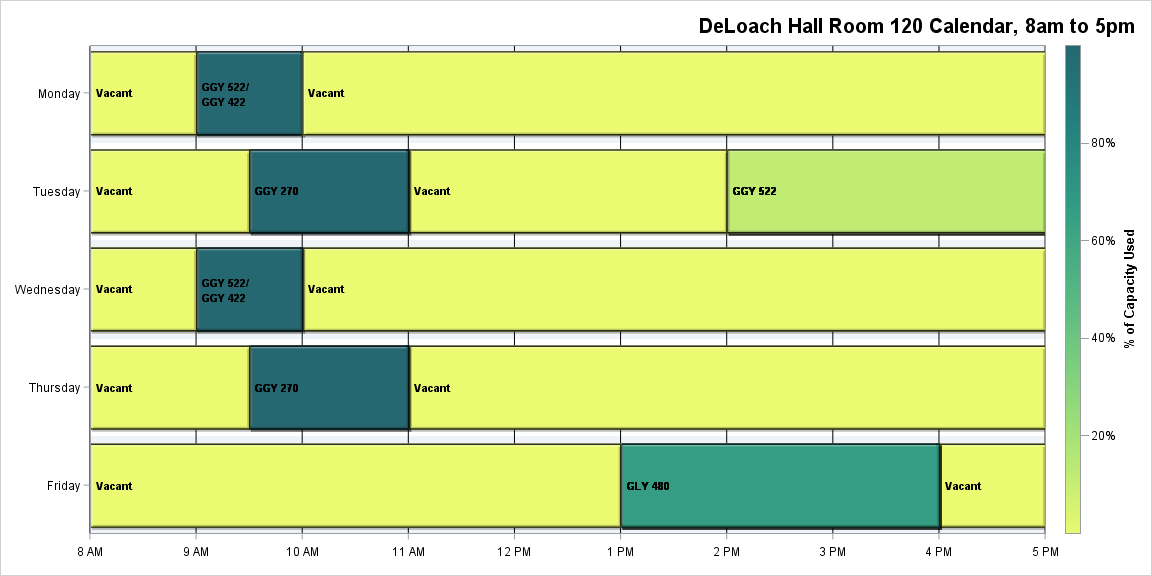 DeLoach Hall Room 120 Calendar, 8am to 5pm
Monday
Vacant
GGY 522/
GGY 422
Vacant
Tuesday
Vacant
GGY 270
Vacant
GGY 522
Wednesday
Vacant
GGY 522/
GGY 422
Vacant
Thursday
Vacant
GGY 270
Vacant
Friday
Vacant
GLY 480
Vacant
8 AM 9 AM 10 AM 11 AM 12 PM 1 PM 2 PM 3 PM 4 PM 5 PM
80%
60%
40%
20%
% of Capacity Used